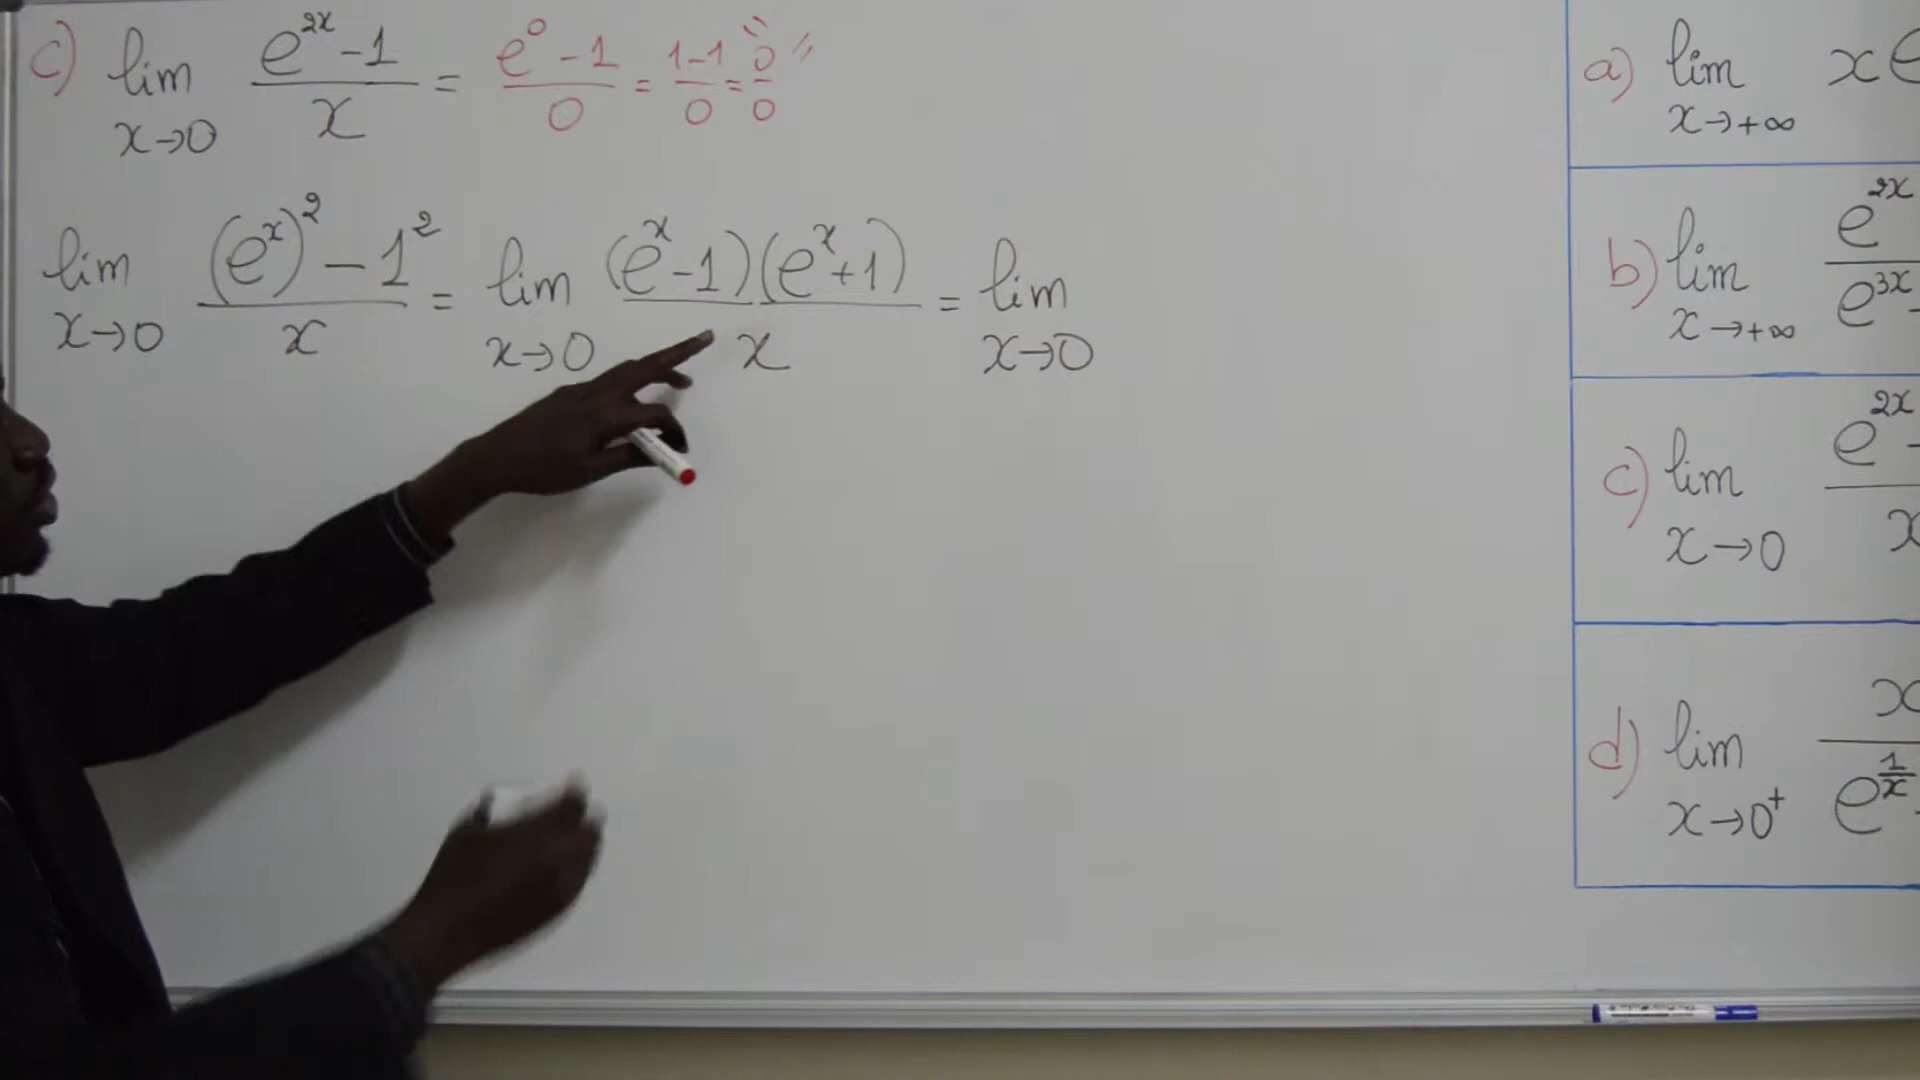 c) lim x→0 (e^{2x} - 1)/x = (e^0 - 1)/0 = (1-1)/0 = "0/0"
lim x→0 ((e^x)^2 - 1^2)/x = lim x→0 (e^x - 1)(e^x + 1)/x = lim x→0
a) lim x→+∞ xe
b) lim x→+∞ e^{2x}/e^{3x} -
c) lim x→0 e^{2x} - / x
d) lim x→0^+ x/e^{1/x} -